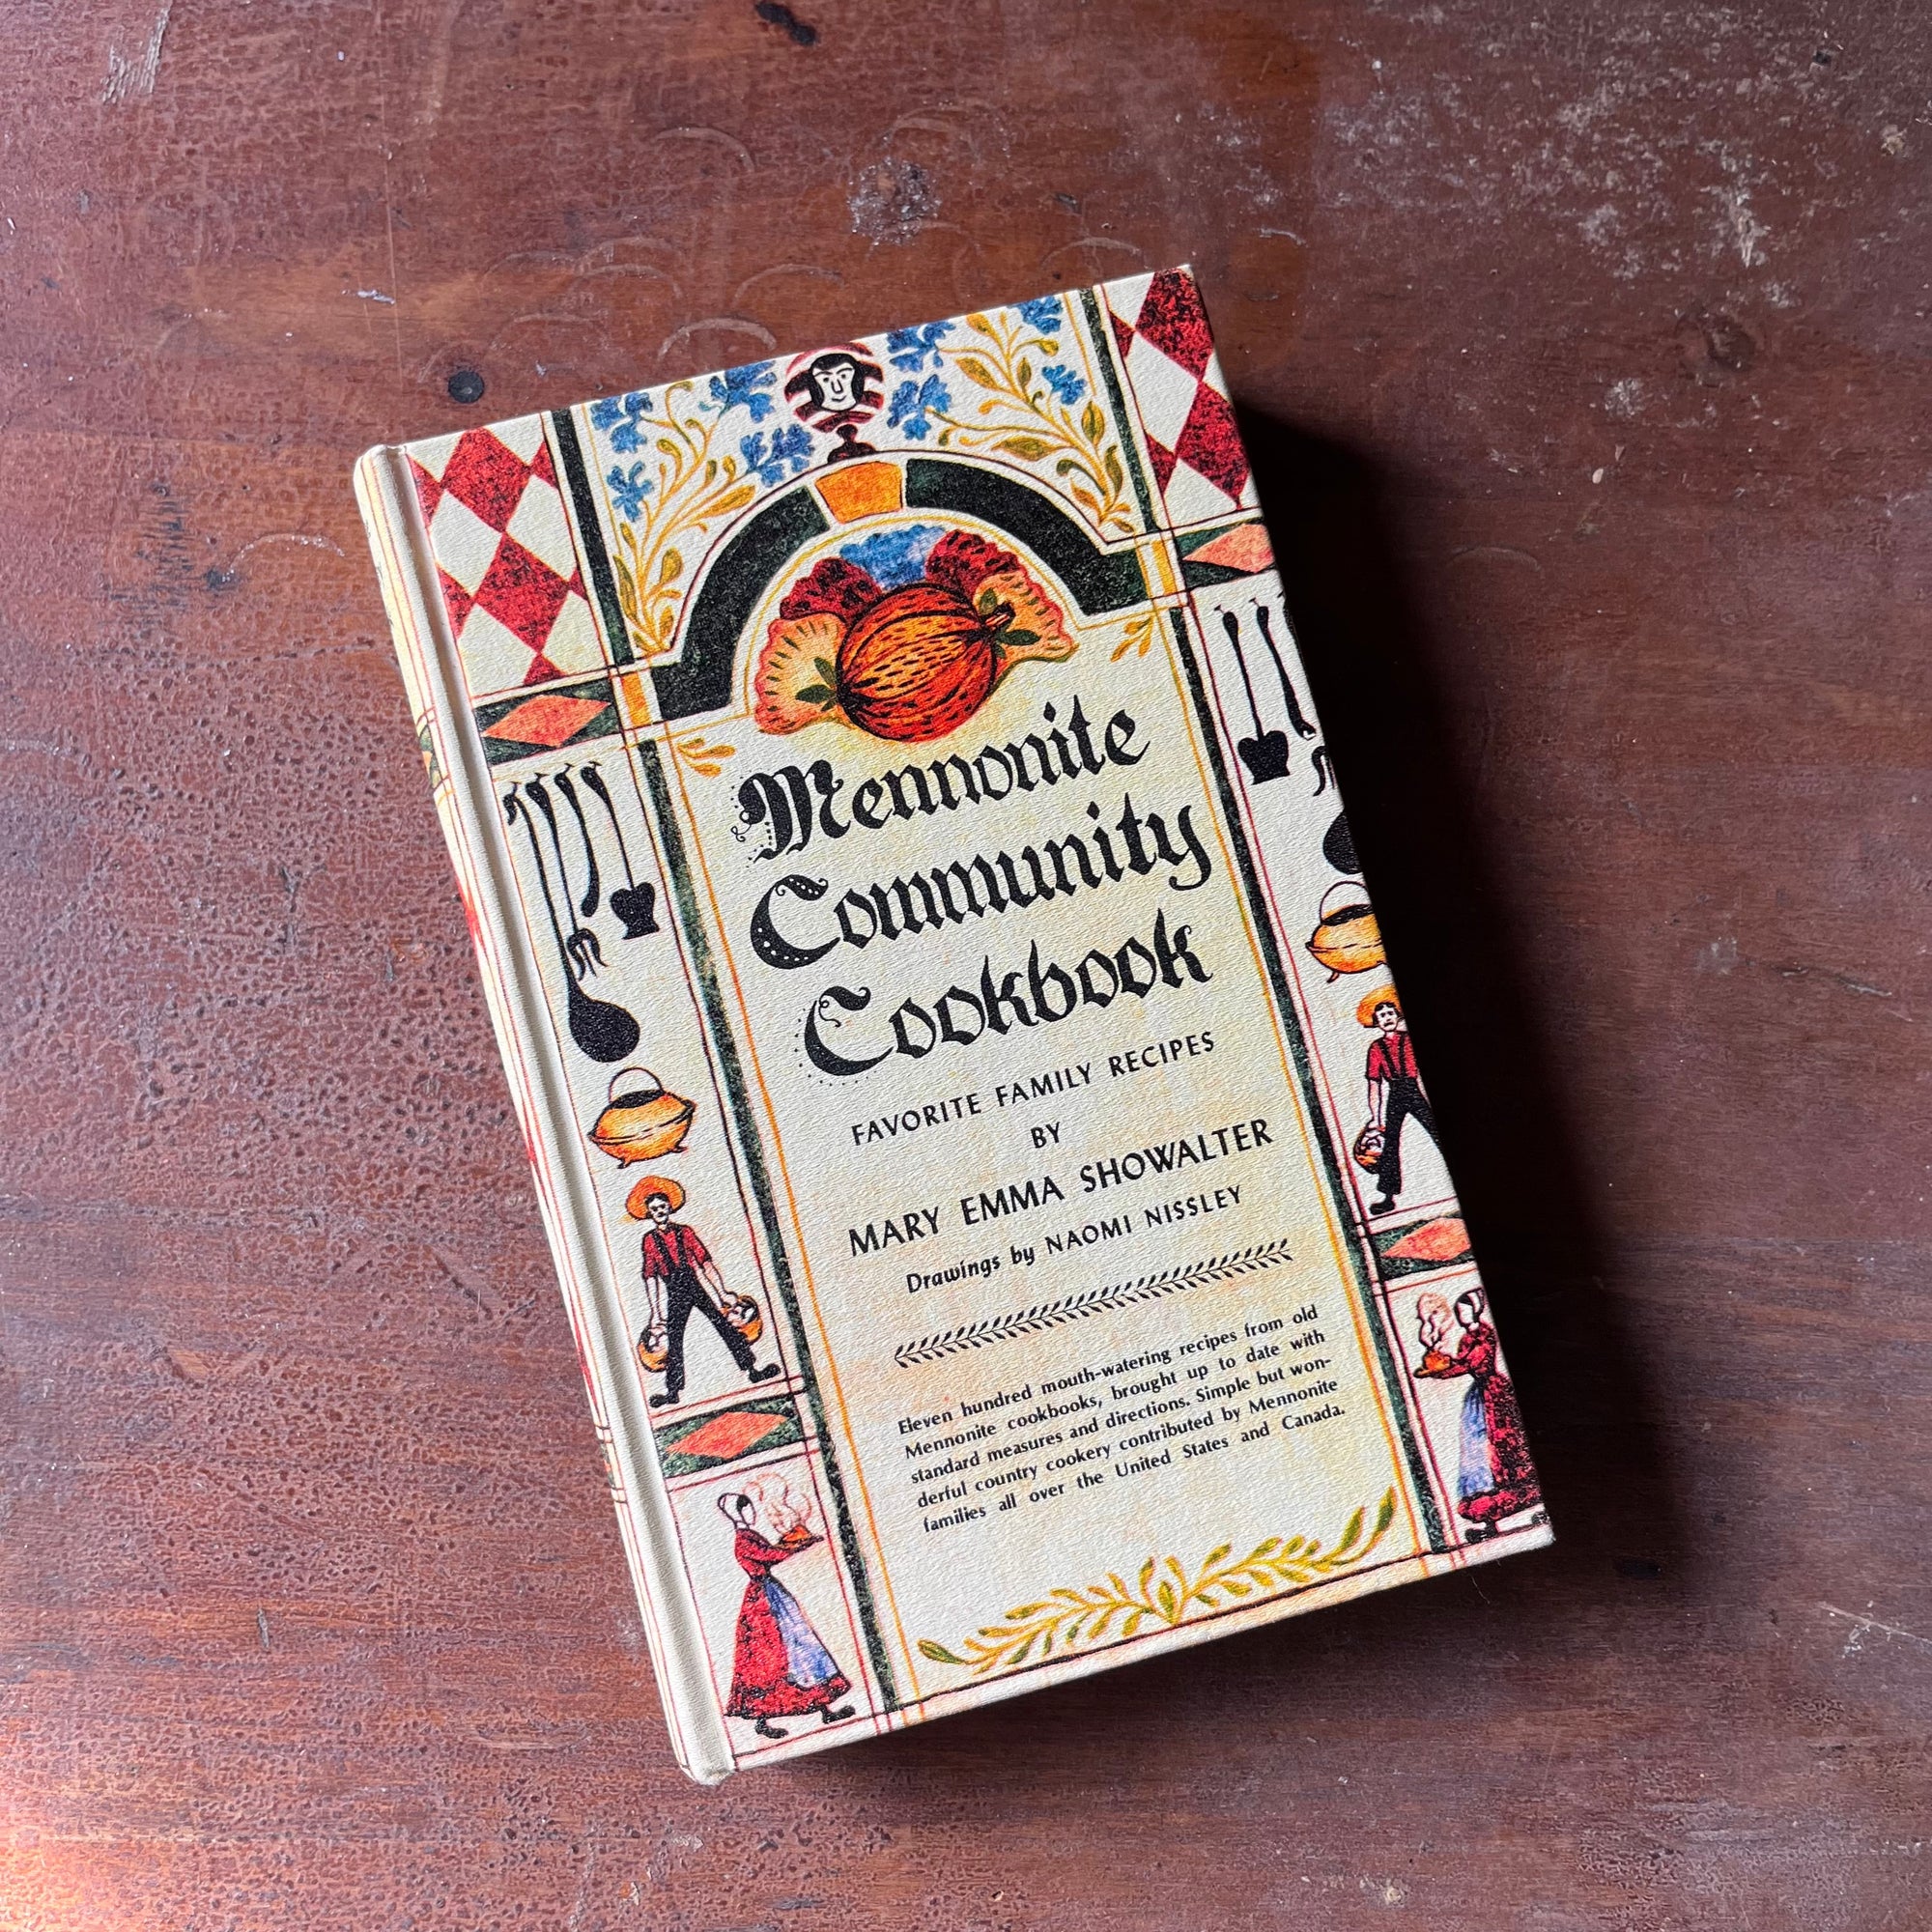 Mennonite
Community
Cookbook
FAVORITE FAMILY RECIPES
BY
MARY EMMA SHOWALTER
Drawings by NAOMI NISSLEY
Eleven hundred mouth-watering recipes from old
Mennonite cookbooks, brought up to date with
standard measures and directions. Simple but won-
derful country cookery contributed by Mennonite
families all over the United States and Canada.